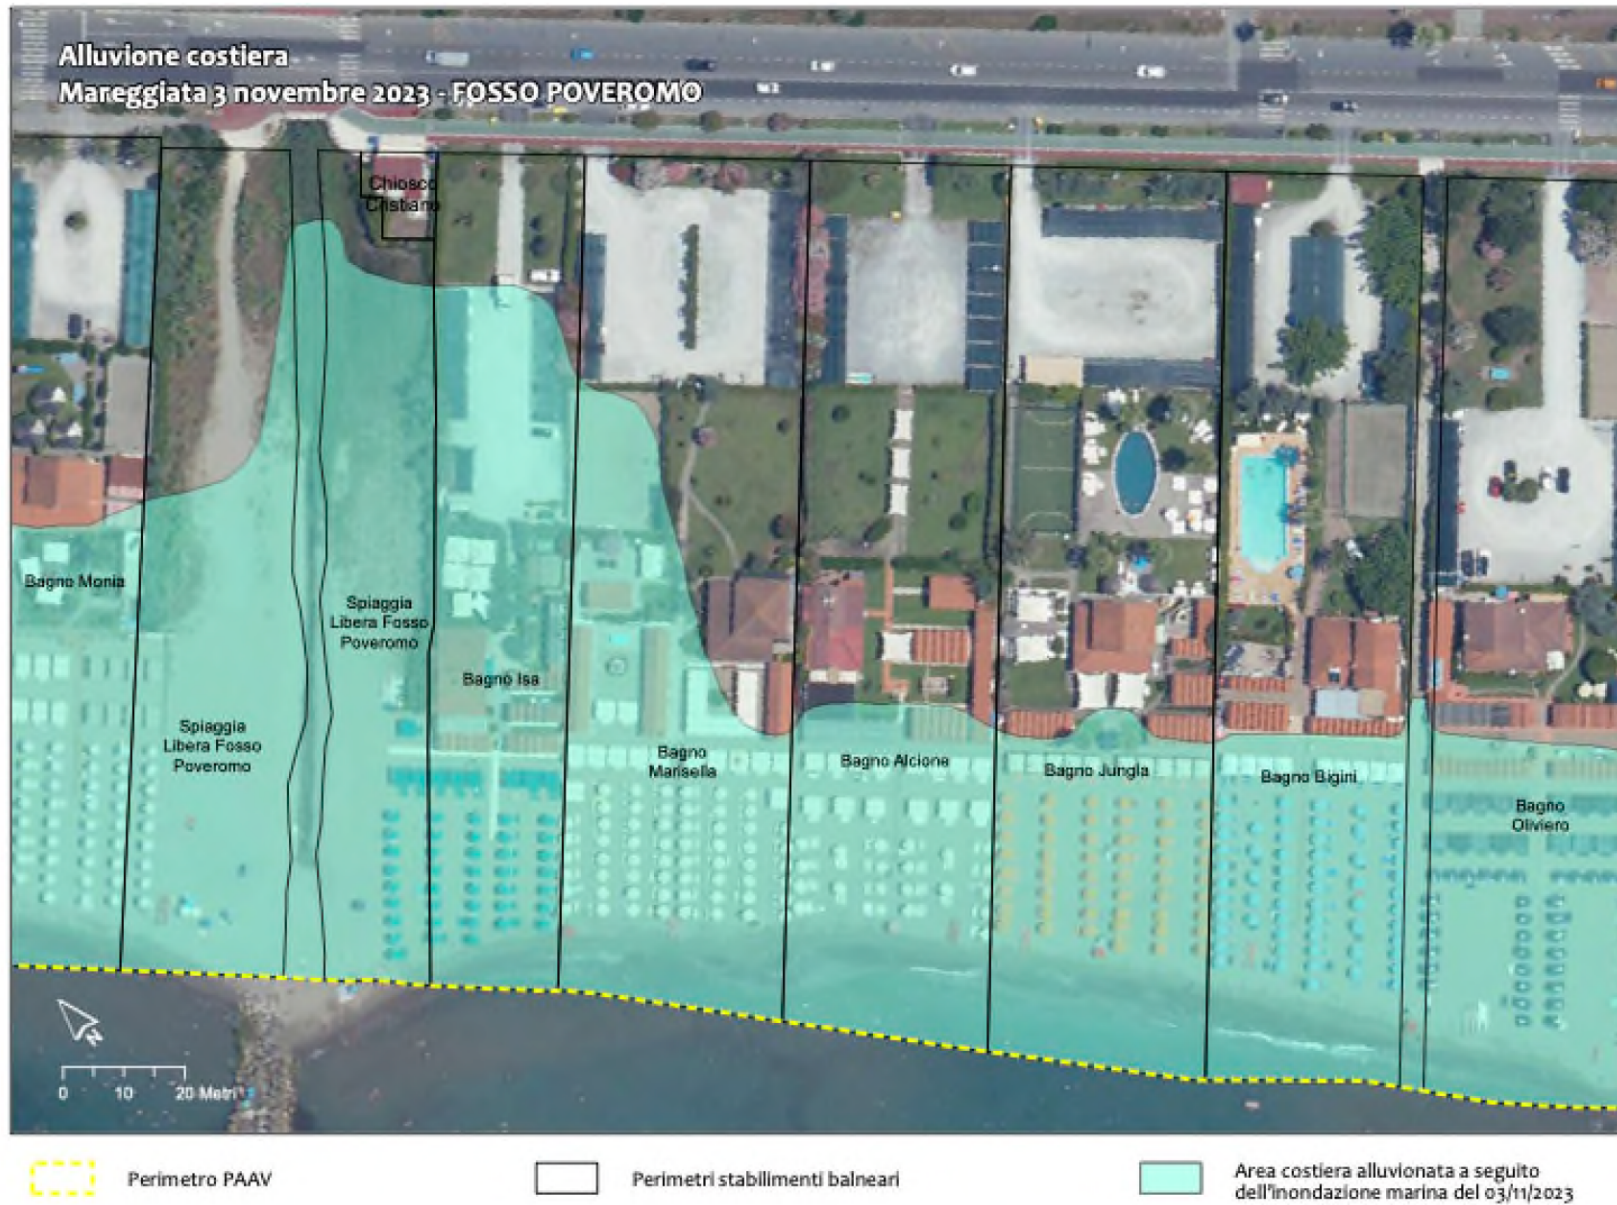 Alluvione costiera
Mareggiata 3 novembre 2023 - FOSSO POVEROMO
Chiosco
Cristiano
Bagno Monia
Spiaggia
Libera Fosso
Poveromo
Spiaggia
Libera Fosso
Poveromo
Bagno Isa
Bagno
Marisella
Bagno Alcione
Bagno Jungla
Bagno Bigini
Bagno
Oliviero
N
0 10 20 Metri
Perimetro PAAV
Perimetri stabilimenti balneari
Area costiera alluvionata a seguito
dell'inondazione marina del 03/11/2023